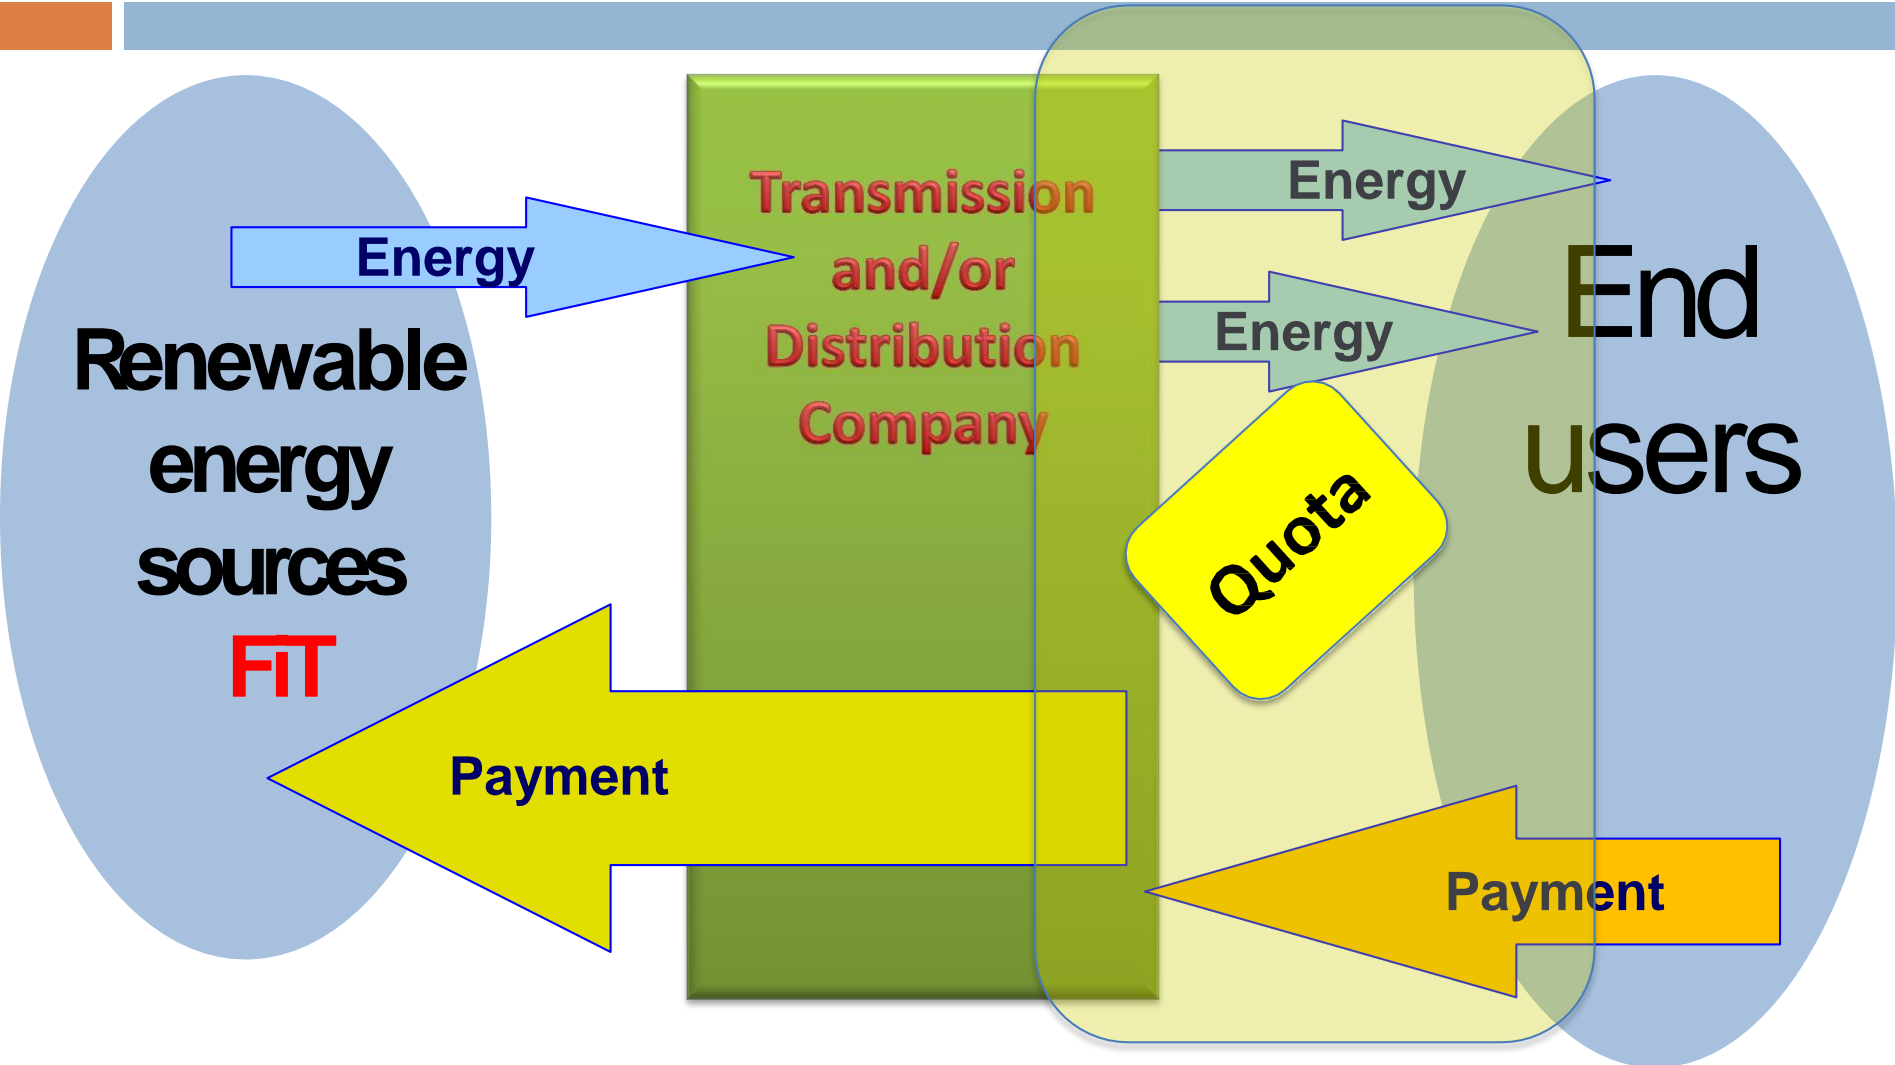 Renewable
energy
sources
FiT
Energy
Transmission
and/or
Distribution
Company
Energy
Energy
Quota
End
users
Payment
Payment